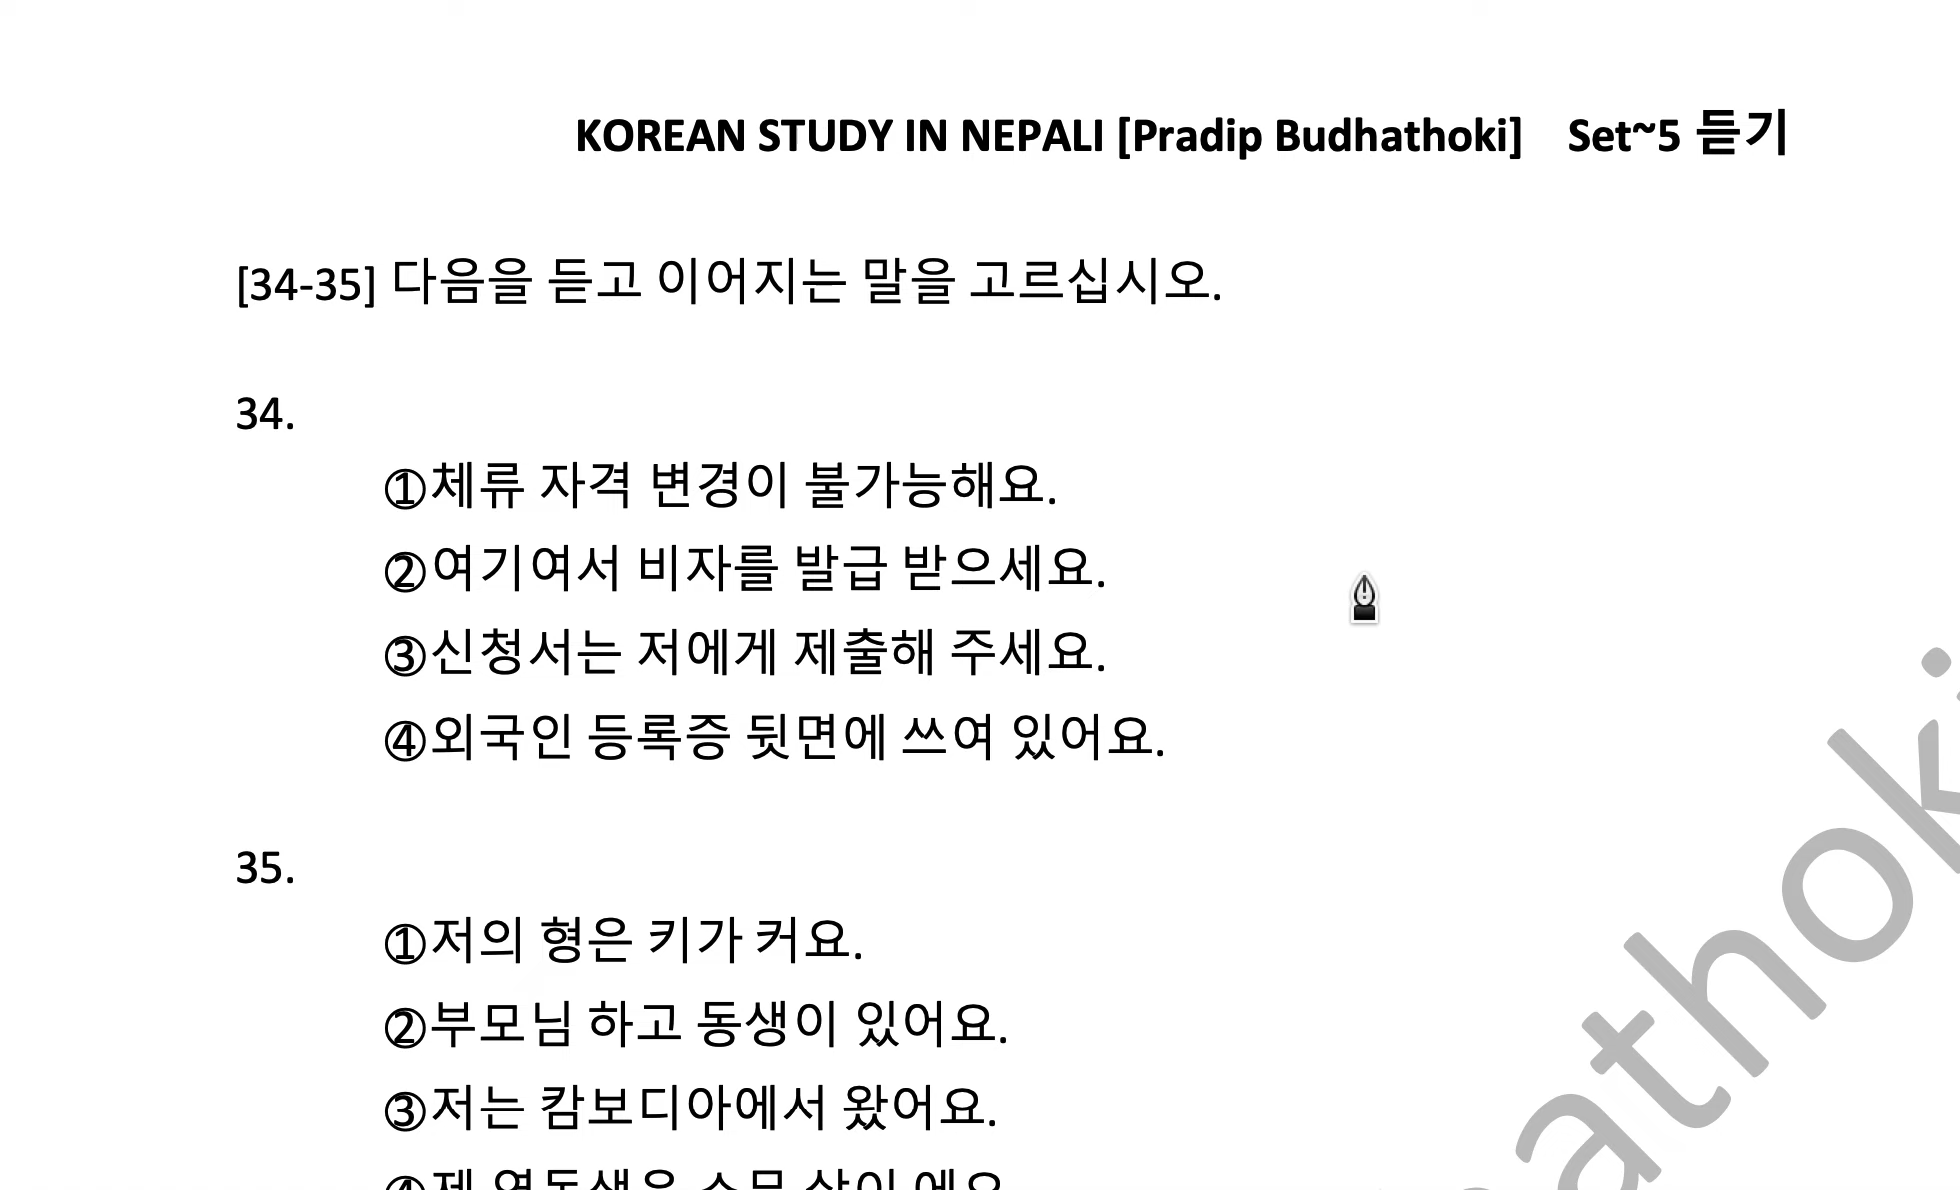 KOREAN STUDY IN NEPALI [Pradip Budhathoki] Set~5 듣기
[34-35] 다음을 듣고 이어지는 말을 고르십시오.
34.
①체류 자격 변경이 불가능해요.
②여기여서 비자를 발급 받으세요.
③신청서는 저에게 제출해 주세요.
④외국인 등록증 뒷면에 쓰여 있어요.
35.
①저의 형은 키가 커요.
②부모님 하고 동생이 있어요.
③저는 캄보디아에서 왔어요.
athoki